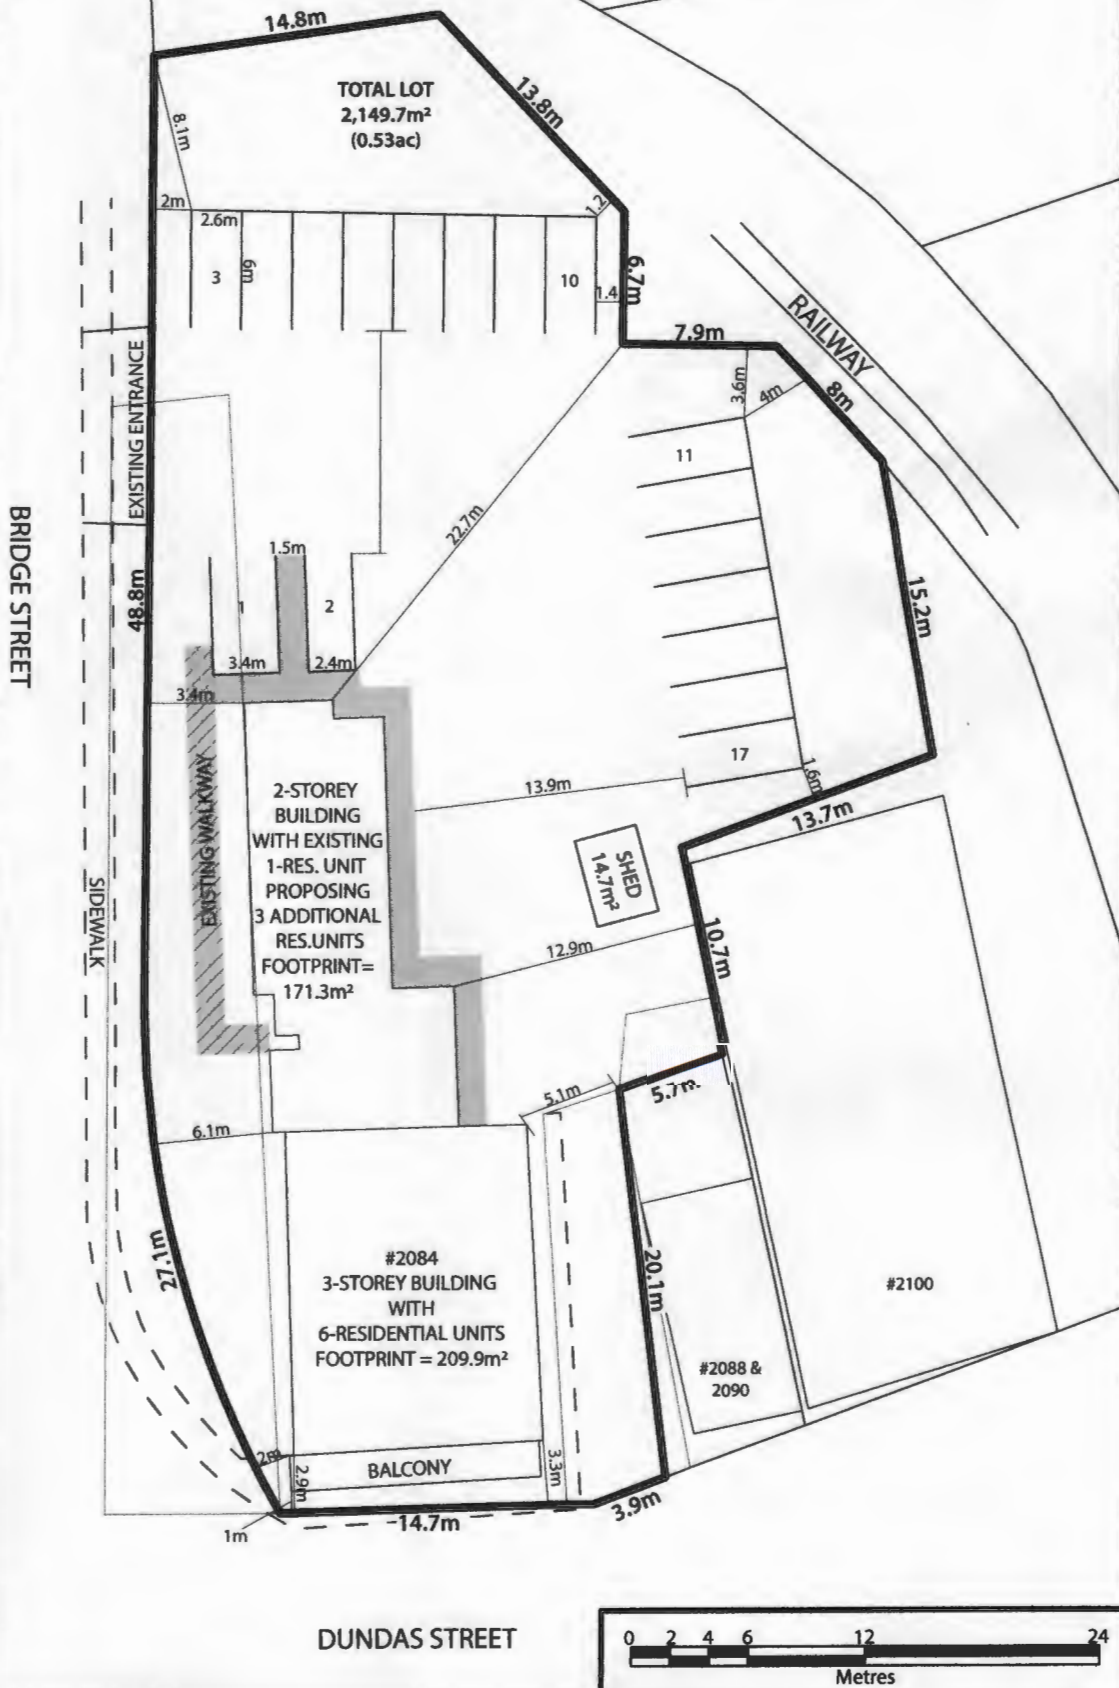 14.8m
TOTAL LOT
2,149.7m²
(0.53ac)
13.8m
8.1m
2m
2.6m
1.2
3
6m
10
1.4
6.7m
7.9m
RAILWAY
3.6m
4m
8m
EXISTING ENTRANCE
11
22.7m
BRIDGE STREET
48.8m
1.5m
1
2
15.2m
3.4m
2.4m
3.4m
17
1.6m
13.9m
13.7m
EXISTING WALKWAY
2-STOREY
BUILDING
WITH EXISTING
1-RES. UNIT
PROPOSING
3 ADDITIONAL
RES.UNITS
FOOTPRINT=
171.3m²
SHED
14.7m²
SIDEWALK
12.9m
10.7m
5.1m
5.7m.
6.1m
27.1m
#2084
3-STOREY BUILDING
WITH
6-RESIDENTIAL UNITS
FOOTPRINT = 209.9m²
20.1m
#2100
#2088 &
2090
2m
2.9m
BALCONY
3.3m
1m
14.7m
3.9m
DUNDAS STREET
0 2 4 6 12 24
Metres